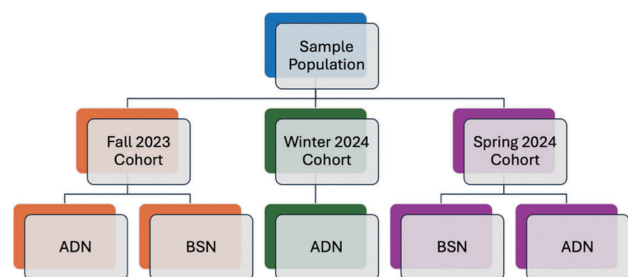 Sample
Population
Fall 2023
Cohort
Winter 2024
Cohort
Spring 2024
Cohort
ADN
BSN
ADN
BSN
ADN